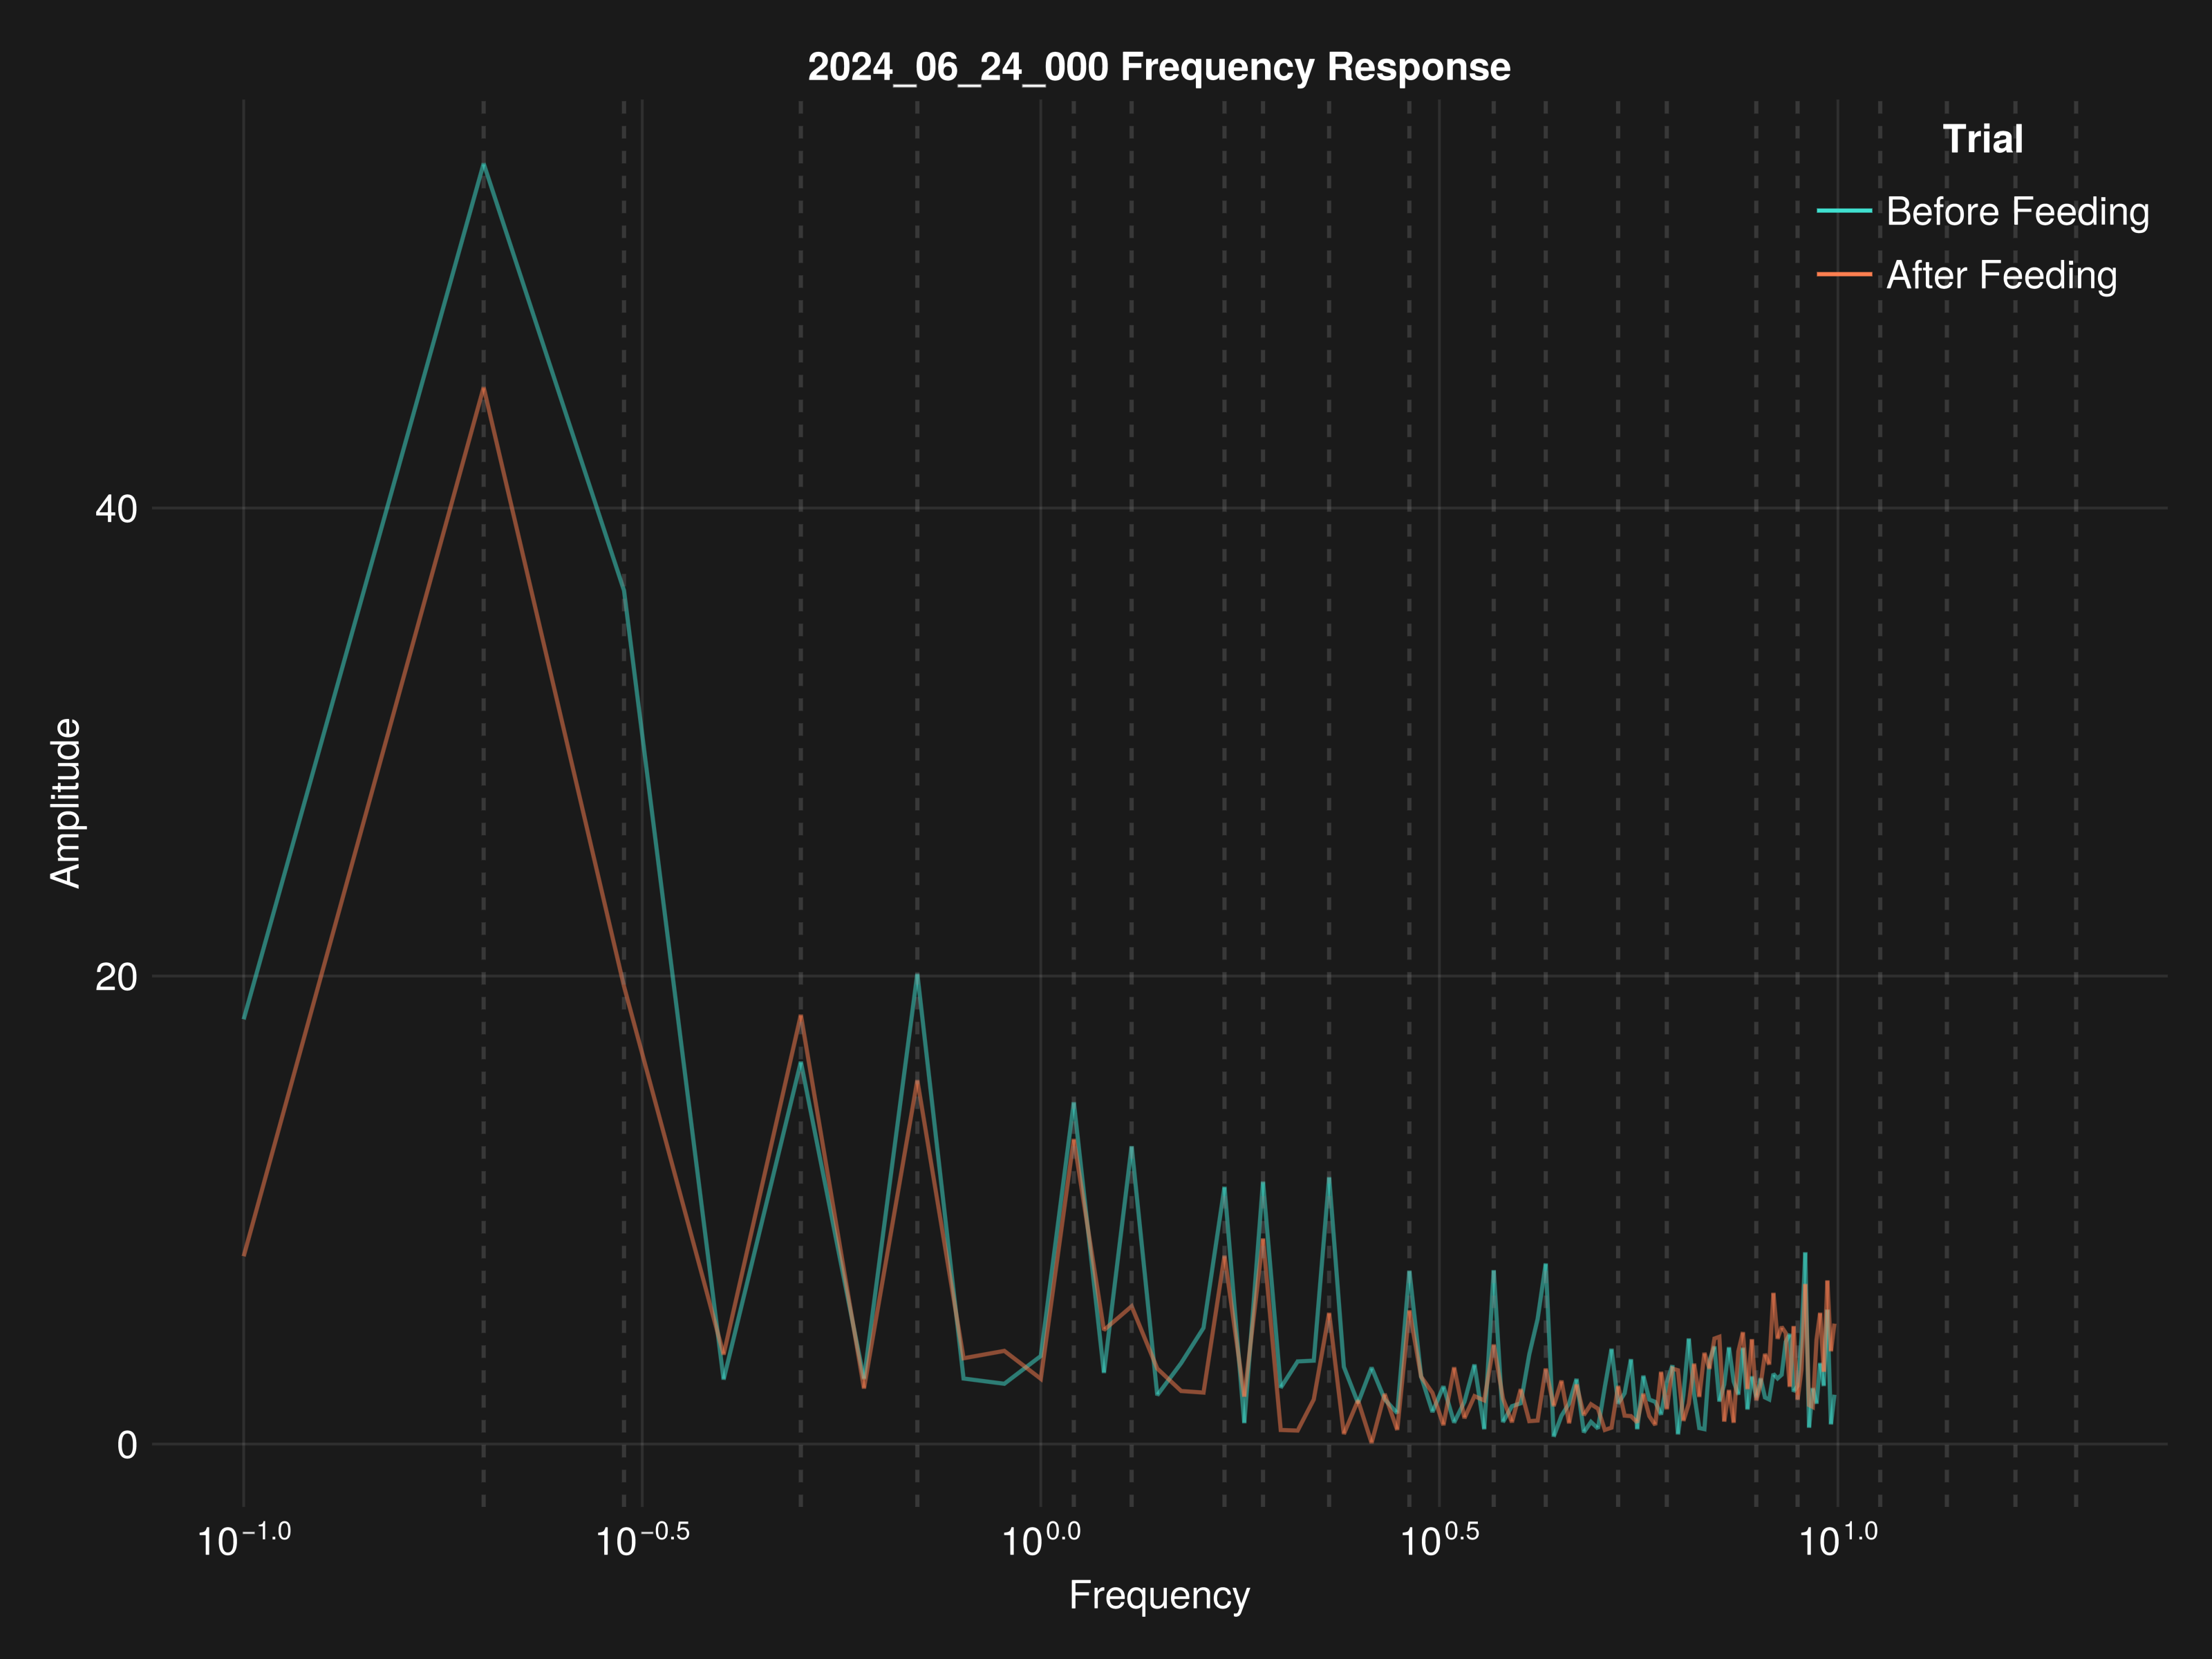 2024_06_24_000 Frequency Response
Trial
Before Feeding
After Feeding
Amplitude
40
20
0
10^−1.0
10^−0.5
10^0.0
10^0.5
10^1.0
Frequency